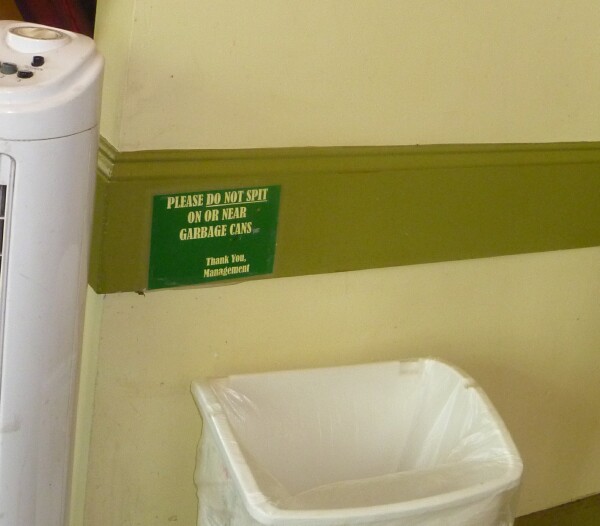 PLEASE DO NOT SPIT
ON OR NEAR
GARBAGE CANS
Thank You,
Management